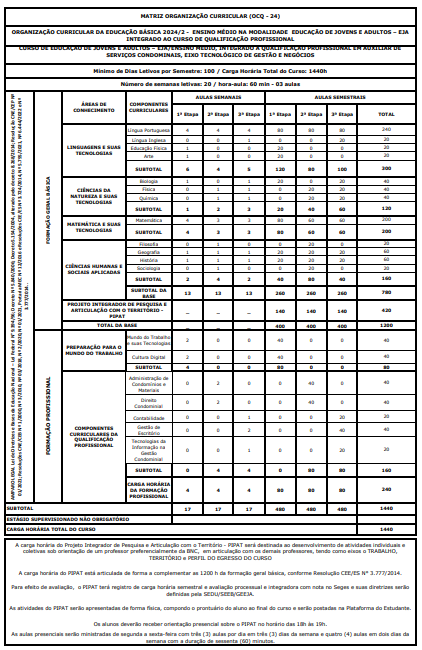 MATRIZ ORGANIZAÇÃO CURRICULAR (OCQ - 24)
ORGANIZAÇÃO CURRICULAR DA EDUCAÇÃO BÁSICA 2024/2 - ENSINO MÉDIO NA MODALIDADE EDUCAÇÃO DE JOVENS E ADULTOS – EJA
INTEGRADO AO CURSO DE QUALIFICAÇÃO PROFISSIONAL
CURSO DE EDUCAÇÃO DE JOVENS E ADULTOS – EJA/ENSINO MÉDIO, INTEGRADO A QUALIFICAÇÃO PROFISSIONAL EM AUXILIAR DE
SERVIÇOS CONDOMINIAIS, EIXO TECNOLÓGICO DE GESTÃO E NEGÓCIOS
Mínimo de Dias Letivos por Semestre: 100 / Carga Horária Total do Curso: 1440h
Número de semanas letivas: 20 / hora-aula: 60 min - 03 aulas
ÁREAS DE CONHECIMENTO COMPONENTES CURRICULARES AULAS SEMANAIS AULAS SEMESTRAIS
1ª Etapa 2ª Etapa 3ª Etapa 1ª Etapa 2ª Etapa 3ª Etapa TOTAL
FORMAÇÃO GERAL BÁSICA
LINGUAGENS E SUAS TECNOLOGIAS
Língua Portuguesa 4 4 4 80 80 80 240
Língua Inglesa 0 0 1 0 0 20 20
Educação Física 1 0 0 20 0 0 20
Arte 1 0 0 20 0 0 20
SUBTOTAL 6 4 5 120 80 100 300
CIÊNCIAS DA NATUREZA E SUAS TECNOLOGIAS
Biologia 1 0 1 20 0 20 40
Física 0 1 1 0 20 20 40
Química 0 1 1 0 20 20 40
SUBTOTAL 1 2 3 20 40 60 120
MATEMÁTICA E SUAS TECNOLOGIAS
Matemática 4 3 3 80 60 60 200
SUBTOTAL 4 3 3 80 60 60 200
CIÊNCIAS HUMANAS E SOCIAIS APLICADAS
Filosofia 0 1 0 0 20 0 20
Geografia 1 1 1 20 20 20 60
História 1 1 1 20 20 20 60
Sociologia 0 1 0 0 20 0 20
SUBTOTAL 2 4 2 40 80 40 160
SUBTOTAL DA BASE 13 13 13 260 260 260 780
PROJETO INTEGRADOR DE PESQUISA E ARTICULAÇÃO COM O TERRITÓRIO - PIPAT _ _ _ 140 140 140 420
TOTAL DA BASE 400 400 400 1200
FORMAÇÃO PROFISSIONAL
PREPARAÇÃO PARA O MUNDO DO TRABALHO
Mundo do Trabalho e suas Tecnologias 2 0 0 40 0 0 40
Cultura Digital 2 0 0 40 0 0 40
SUBTOTAL 4 0 0 80 0 0 80
COMPONENTES CURRICULARES DA QUALIFICAÇÃO PROFISSIONAL
Administração de Condomínios e Materiais 0 2 0 0 40 0 40
Direito Condominial 0 2 0 0 40 0 40
Contabilidade 0 0 1 0 0 20 20
Gestão de Escritório 0 0 2 0 0 40 40
Tecnologias da Informação na Gestão Condominial 0 0 1 0 20 20
SUBTOTAL 0 4 4 0 80 80 160
CARGA HORÁRIA DA FORMAÇÃO PROFISSIONAL 4 4 4 80 80 80 240
SUBTOTAL 17 17 17 480 480 480 1440
ESTÁGIO SUPERVISIONADO NÃO OBRIGATÓRIO
CARGA HORÁRIA TOTAL DO CURSO 1440
A carga horária do Projeto Integrador de Pesquisa e Articulação com o Território - PIPAT será destinada ao desenvolvimento de atividades individuais e
coletivas sob orientação de um professor preferencialmente da BNC, em articulação com os demais professores, tendo como eixos o TRABALHO,
TERRITÓRIO e PERFIL DO EGRESSO DO CURSO
A carga horária do PIPAT está articulada de forma a complementar as 1200 h de formação geral básica, conforme Resolução CEE/ES Nº 3.777/2014.
Para efeito de avaliação, o PIPAT terá registro de carga horária semestral e avaliação processual e integradora com nota no Seges e suas diretrizes serão
definidas pela SEDU/SEEB/GEEJA.
As atividades do PIPAT serão apresentadas de forma física, compondo o prontuário do aluno ao final do curso e serão postadas na Plataforma do Estudante.
Os alunos deverão receber orientação presencial sobre o PIPAT no horário das 18h às 19h.
As aulas presenciais serão ministradas de segunda a sexta-feira com três (3) aulas por dia em três (3) dias da semana e quatro (4) aulas em dois dias da
semana com a duração de sessenta (60) minutos.